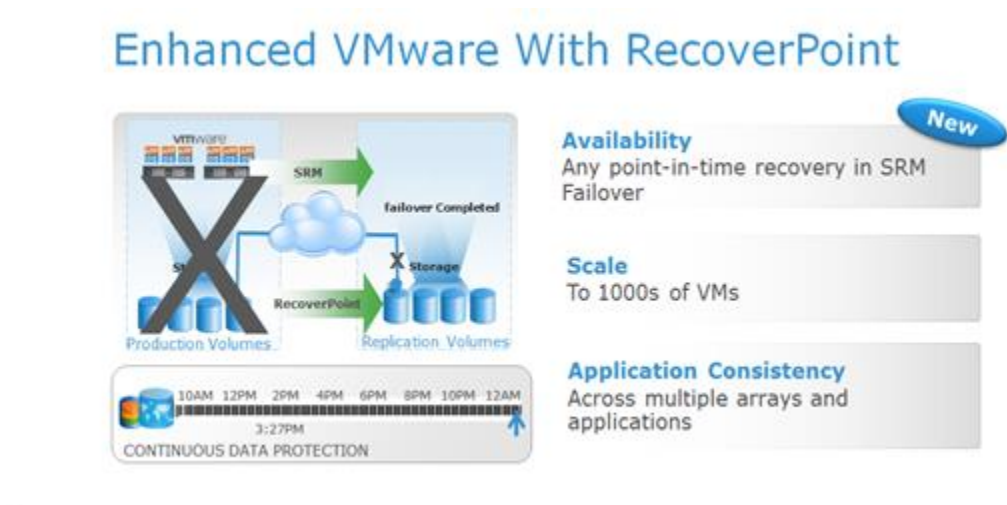 Enhanced VMware With RecoverPoint
New
vmware
SRM
failover Completed
Storage
RecoverPoint
Production Volumes
Replication Volumes
10AM 12PM 2PM 4PM 6PM 8PM 10PM 12AM
3:27PM
CONTINUOUS DATA PROTECTION
Availability
Any point-in-time recovery in SRM
Failover
Scale
To 1000s of VMs
Application Consistency
Across multiple arrays and
applications